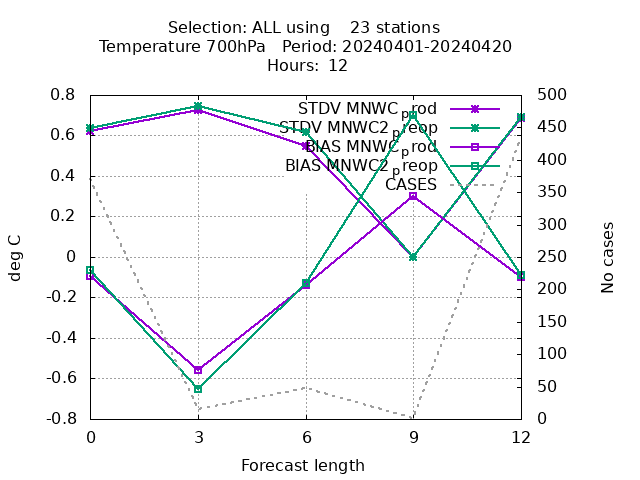 Selection: ALL using    23 stations
Temperature 700hPa   Period: 20240401-20240420
Hours:  12
0.8
0.6
0.4
0.2
0
-0.2
-0.4
-0.6
-0.8
deg C
STDV MNWC_prod
STDV MNWC2_preop
BIAS MNWC_prod
BIAS MNWC2_preop
CASES
500
450
400
350
300
250
200
150
100
50
0
No cases
0 3 6 9 12
Forecast length